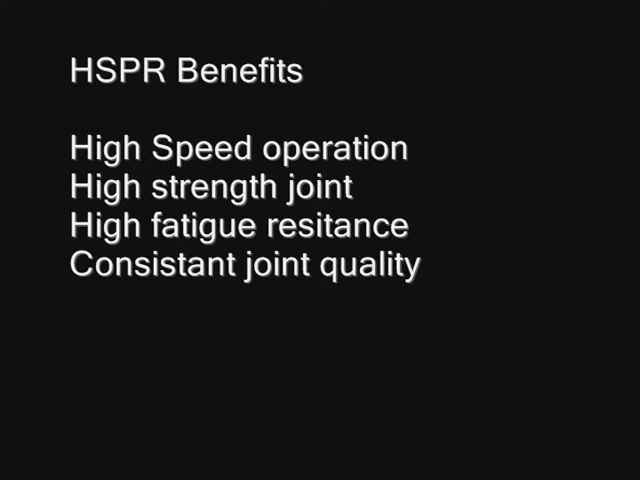 HSPR Benefits
High Speed operation
High strength joint
High fatigue resitance
Consistant joint quality